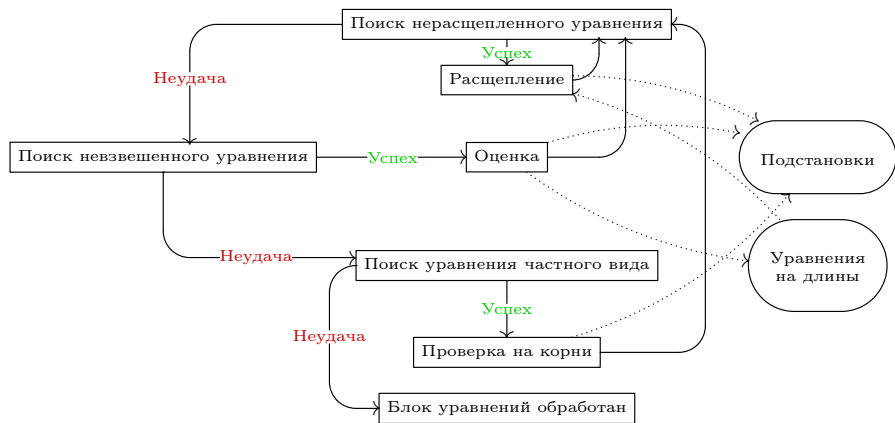 Поиск нерасщепленного уравнения
Успех
Неудача
Расщепление
Поиск невзвешенного уравнения
Успех
Оценка
Подстановки
Неудача
Поиск уравнения частного вида
Уравнения
на длины
Успех
Неудача
Проверка на корни
Блок уравнений обработан